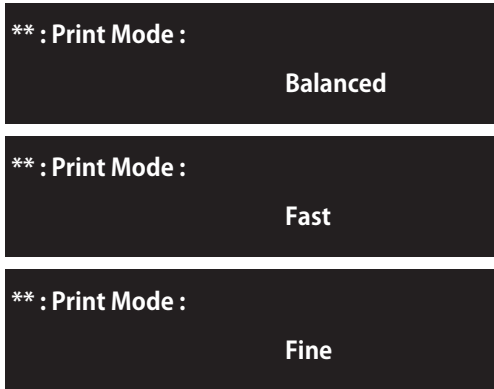 ** : Print Mode :
Balanced
** : Print Mode :
Fast
** : Print Mode :
Fine